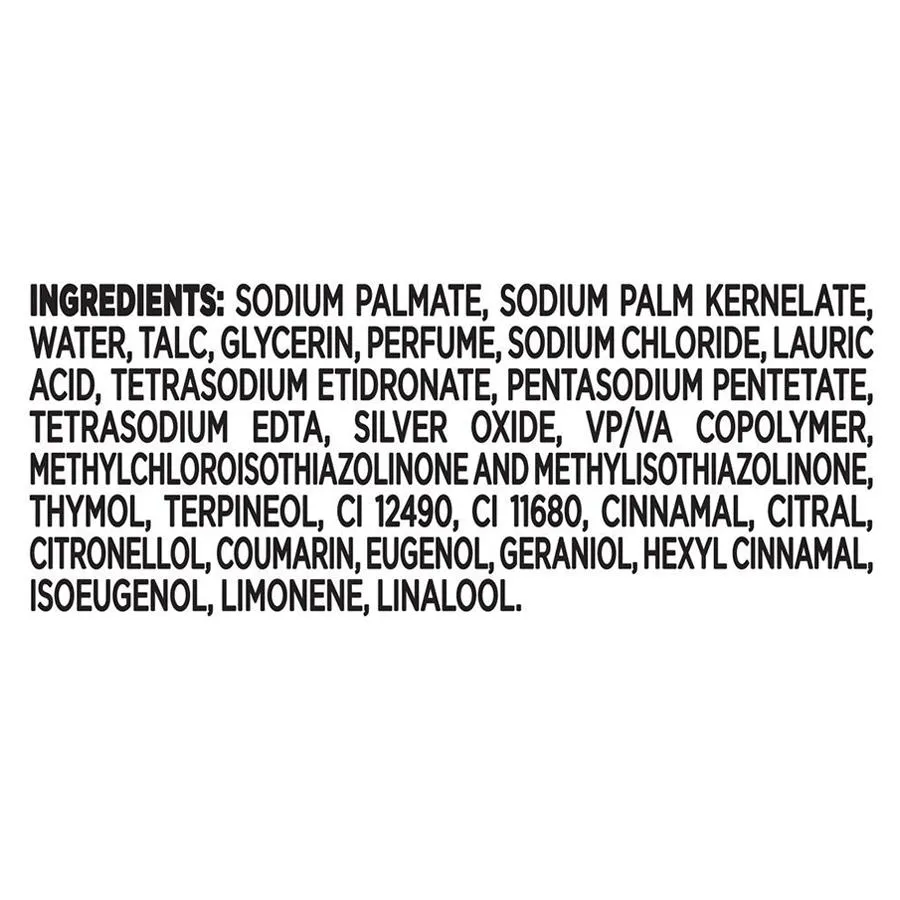 INGREDIENTS: SODIUM PALMATE, SODIUM PALM KERNELATE,
WATER, TALC, GLYCERIN, PERFUME, SODIUM CHLORIDE, LAURIC
ACID, TETRASODIUM ETIDRONATE, PENTASODIUM PENTETATE,
TETRASODIUM EDTA, SILVER OXIDE, VP/VA COPOLYMER,
METHYLCHLOROISOTHIAZOLINONE AND METHYLISOTHIAZOLINONE,
THYMOL, TERPINEOL, CI 12490, CI 11680, CINNAMAL, CITRAL,
CITRONELLOL, COUMARIN, EUGENOL, GERANIOL, HEXYL CINNAMAL,
ISOEUGENOL, LIMONENE, LINALOOL.